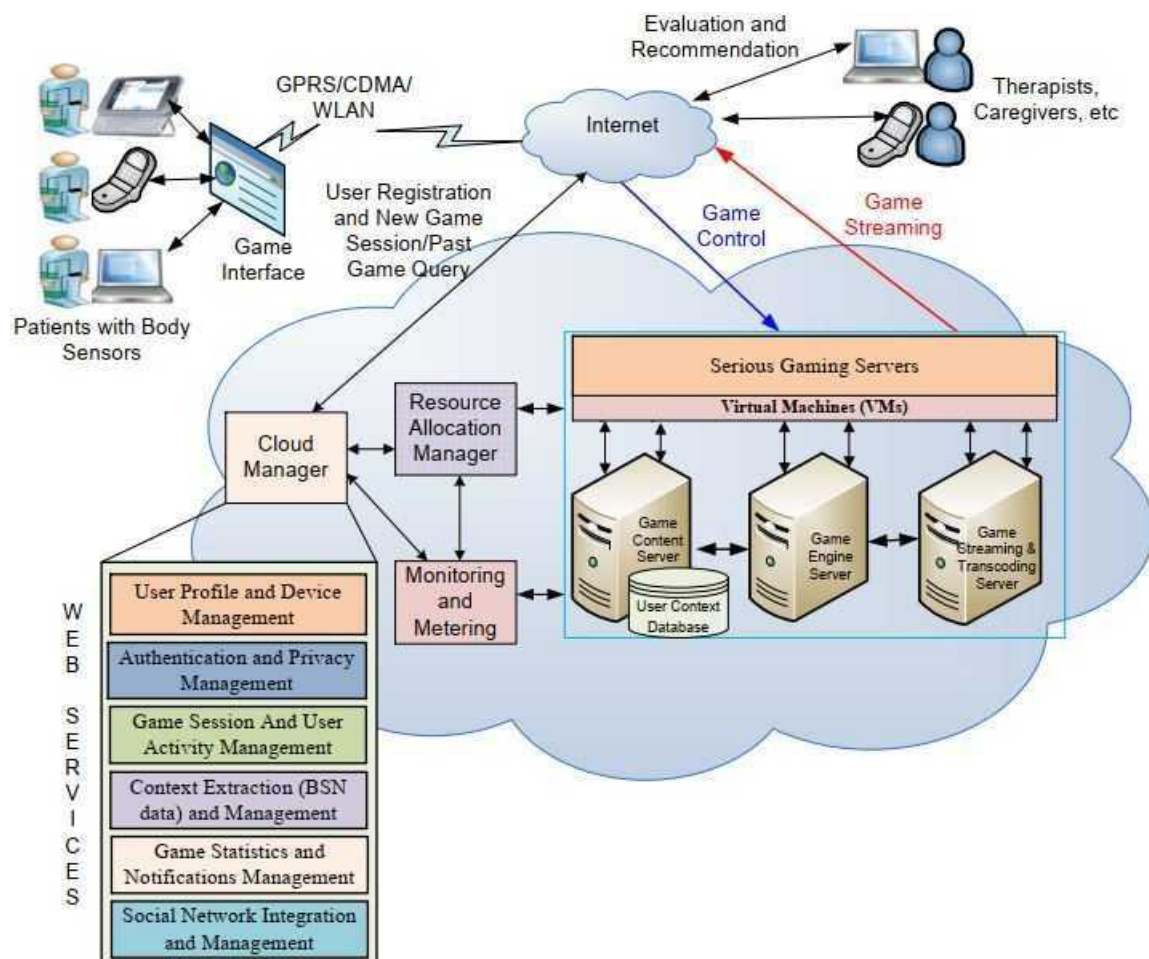 Evaluation and
Recommendation
Therapists,
Caregivers, etc
GPRS/CDMA/
WLAN
Internet
Game
Interface
Patients with Body
Sensors
User Registration
and New Game
Session/Past
Game Query
Game
Control
Game
Streaming
Serious Gaming Servers
Virtual Machines (VMs)
Cloud
Manager
Resource
Allocation
Manager
Monitoring
and
Metering
Game
Content
Server
User Context
Database
Game
Engine
Server
Game
Streaming &
Transcoding
Server
WEB SERVICES
User Profile and Device
Management
Authentication and Privacy
Management
Game Session And User
Activity Management
Context Extraction (BSN
data) and Management
Game Statistics and
Notifications Management
Social Network Integration
and Management